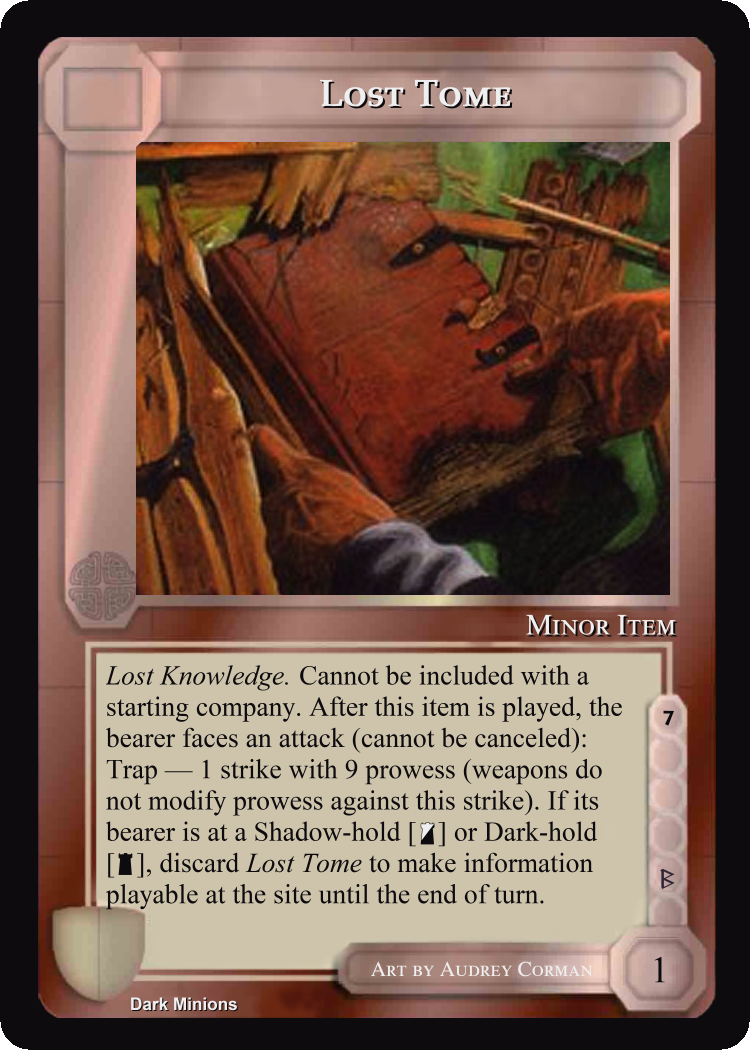 Lost Tome
Minor Item
Lost Knowledge. Cannot be included with a
starting company. After this item is played, the
bearer faces an attack (cannot be canceled):
Trap — 1 strike with 9 prowess (weapons do
not modify prowess against this strike). If its
bearer is at a Shadow-hold [] or Dark-hold
[], discard Lost Tome to make information
playable at the site until the end of turn.
7
ᛒ
Art by Audrey Corman
1
Dark Minions